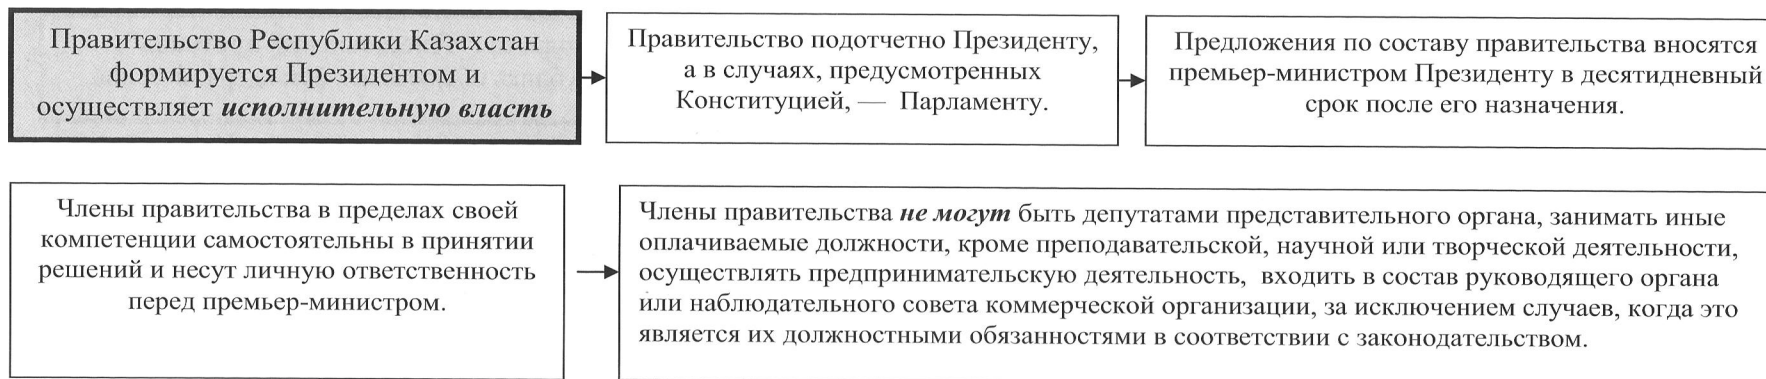 Правительство Республики Казахстан
формируется Президентом и
осуществляет исполнительную власть
Правительство подотчетно Президенту,
а в случаях, предусмотренных
Конституцией, — Парламенту.
Предложения по составу правительства вносятся
премьер-министром Президенту в десятидневный
срок после его назначения.
Члены правительства в пределах своей
компетенции самостоятельны в принятии
решений и несут личную ответственность
перед премьер-министром.
Члены правительства не могут быть депутатами представительного органа, занимать иные
оплачиваемые должности, кроме преподавательской, научной или творческой деятельности,
осуществлять предпринимательскую деятельность, входить в состав руководящего органа
или наблюдательного совета коммерческой организации, за исключением случаев, когда это
является их должностными обязанностями в соответствии с законодательством.